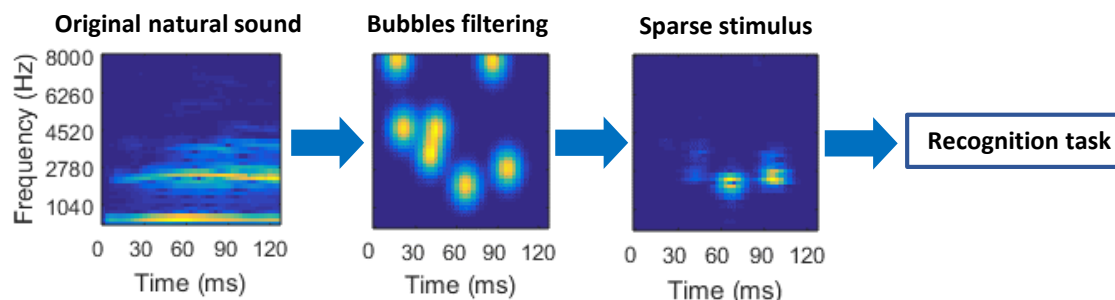 Original natural sound
Bubbles filtering
Sparse stimulus
Frequency (Hz)
8000
6260
4520
2780
1040
0 30 60 90 120
Time (ms)
0 30 60 90 120
Time (ms)
0 30 60 90 120
Time (ms)
Recognition task